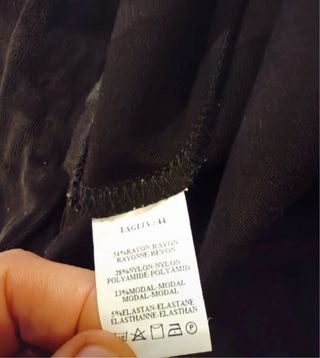 TAGLIA : 44
54%RAYON-RAYON
RAYONNE-REYON
28%NYLON-NYLON
POLYAMIDE-POLYAMID
13%MODAL-MODAL
MODAL-MODAL
5%ELASTAN-ELASTANE
ELASTHANNE-ELASTHAN